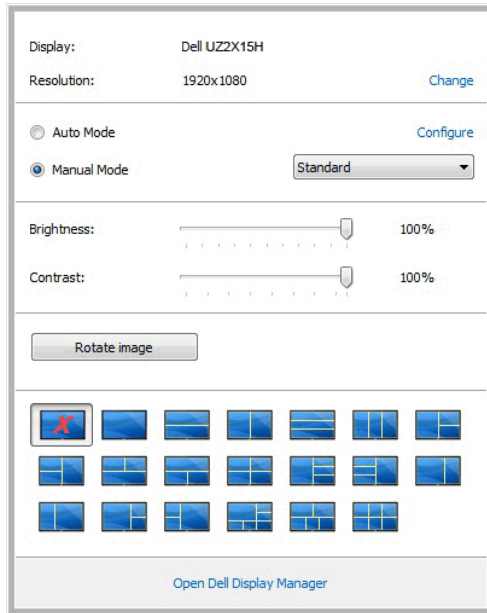 Display: Dell UZ2X15H
Resolution: 1920x1080 Change
Auto Mode Configure
Manual Mode Standard
Brightness: 100%
Contrast: 100%
Rotate image
X
Open Dell Display Manager